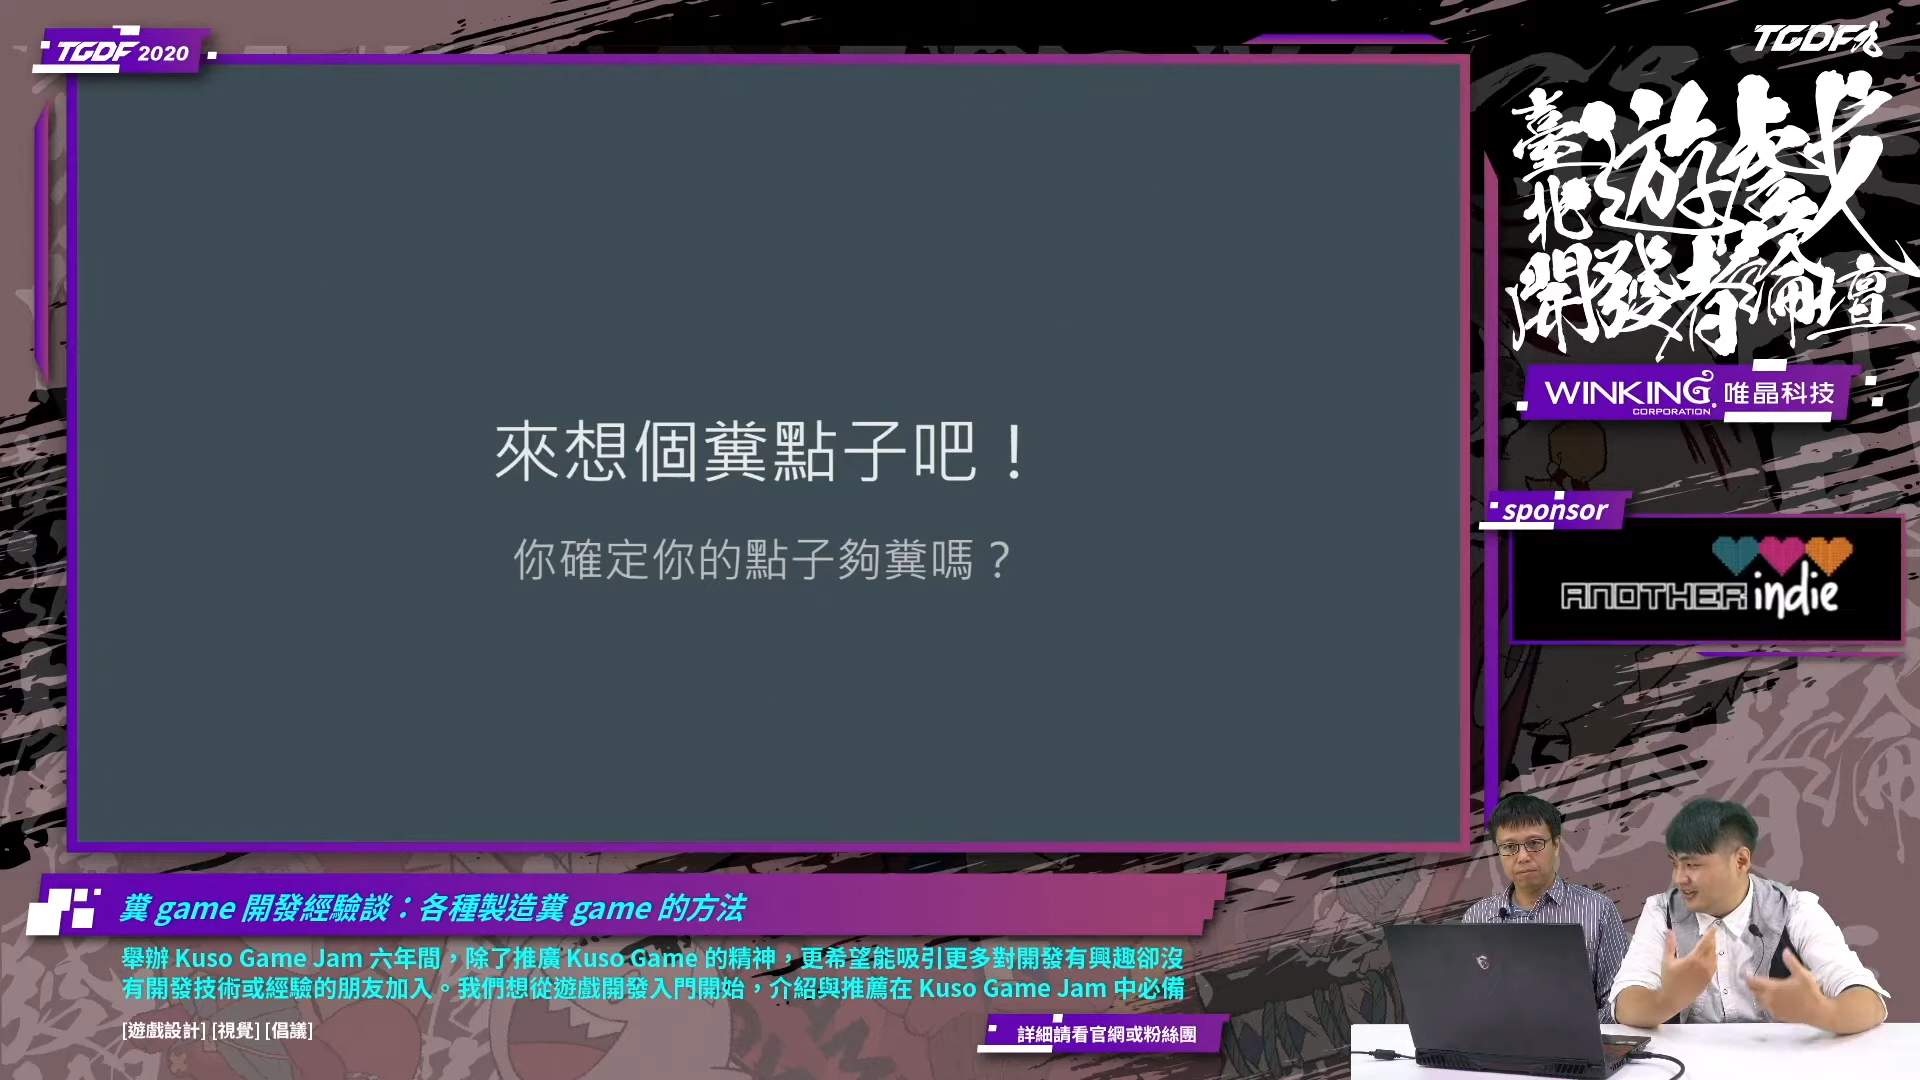 TGDF 2020
TGDF九
臺北遊戲開發者論壇
WINKING CORPORATION 唯晶科技
來想個糞點子吧！
你確定你的點子夠糞嗎？
sponsor
ANOTHER indie
糞 game 開發經驗談：各種製造糞 game 的方法
舉辦 Kuso Game Jam 六年間，除了推廣 Kuso Game 的精神，更希望能吸引更多對開發有興趣卻沒
有開發技術或經驗的朋友加入。我們想從遊戲開發入門開始，介紹與推薦在 Kuso Game Jam 中必備
[遊戲設計] [視覺] [倡議]
詳細請看官網或粉絲團